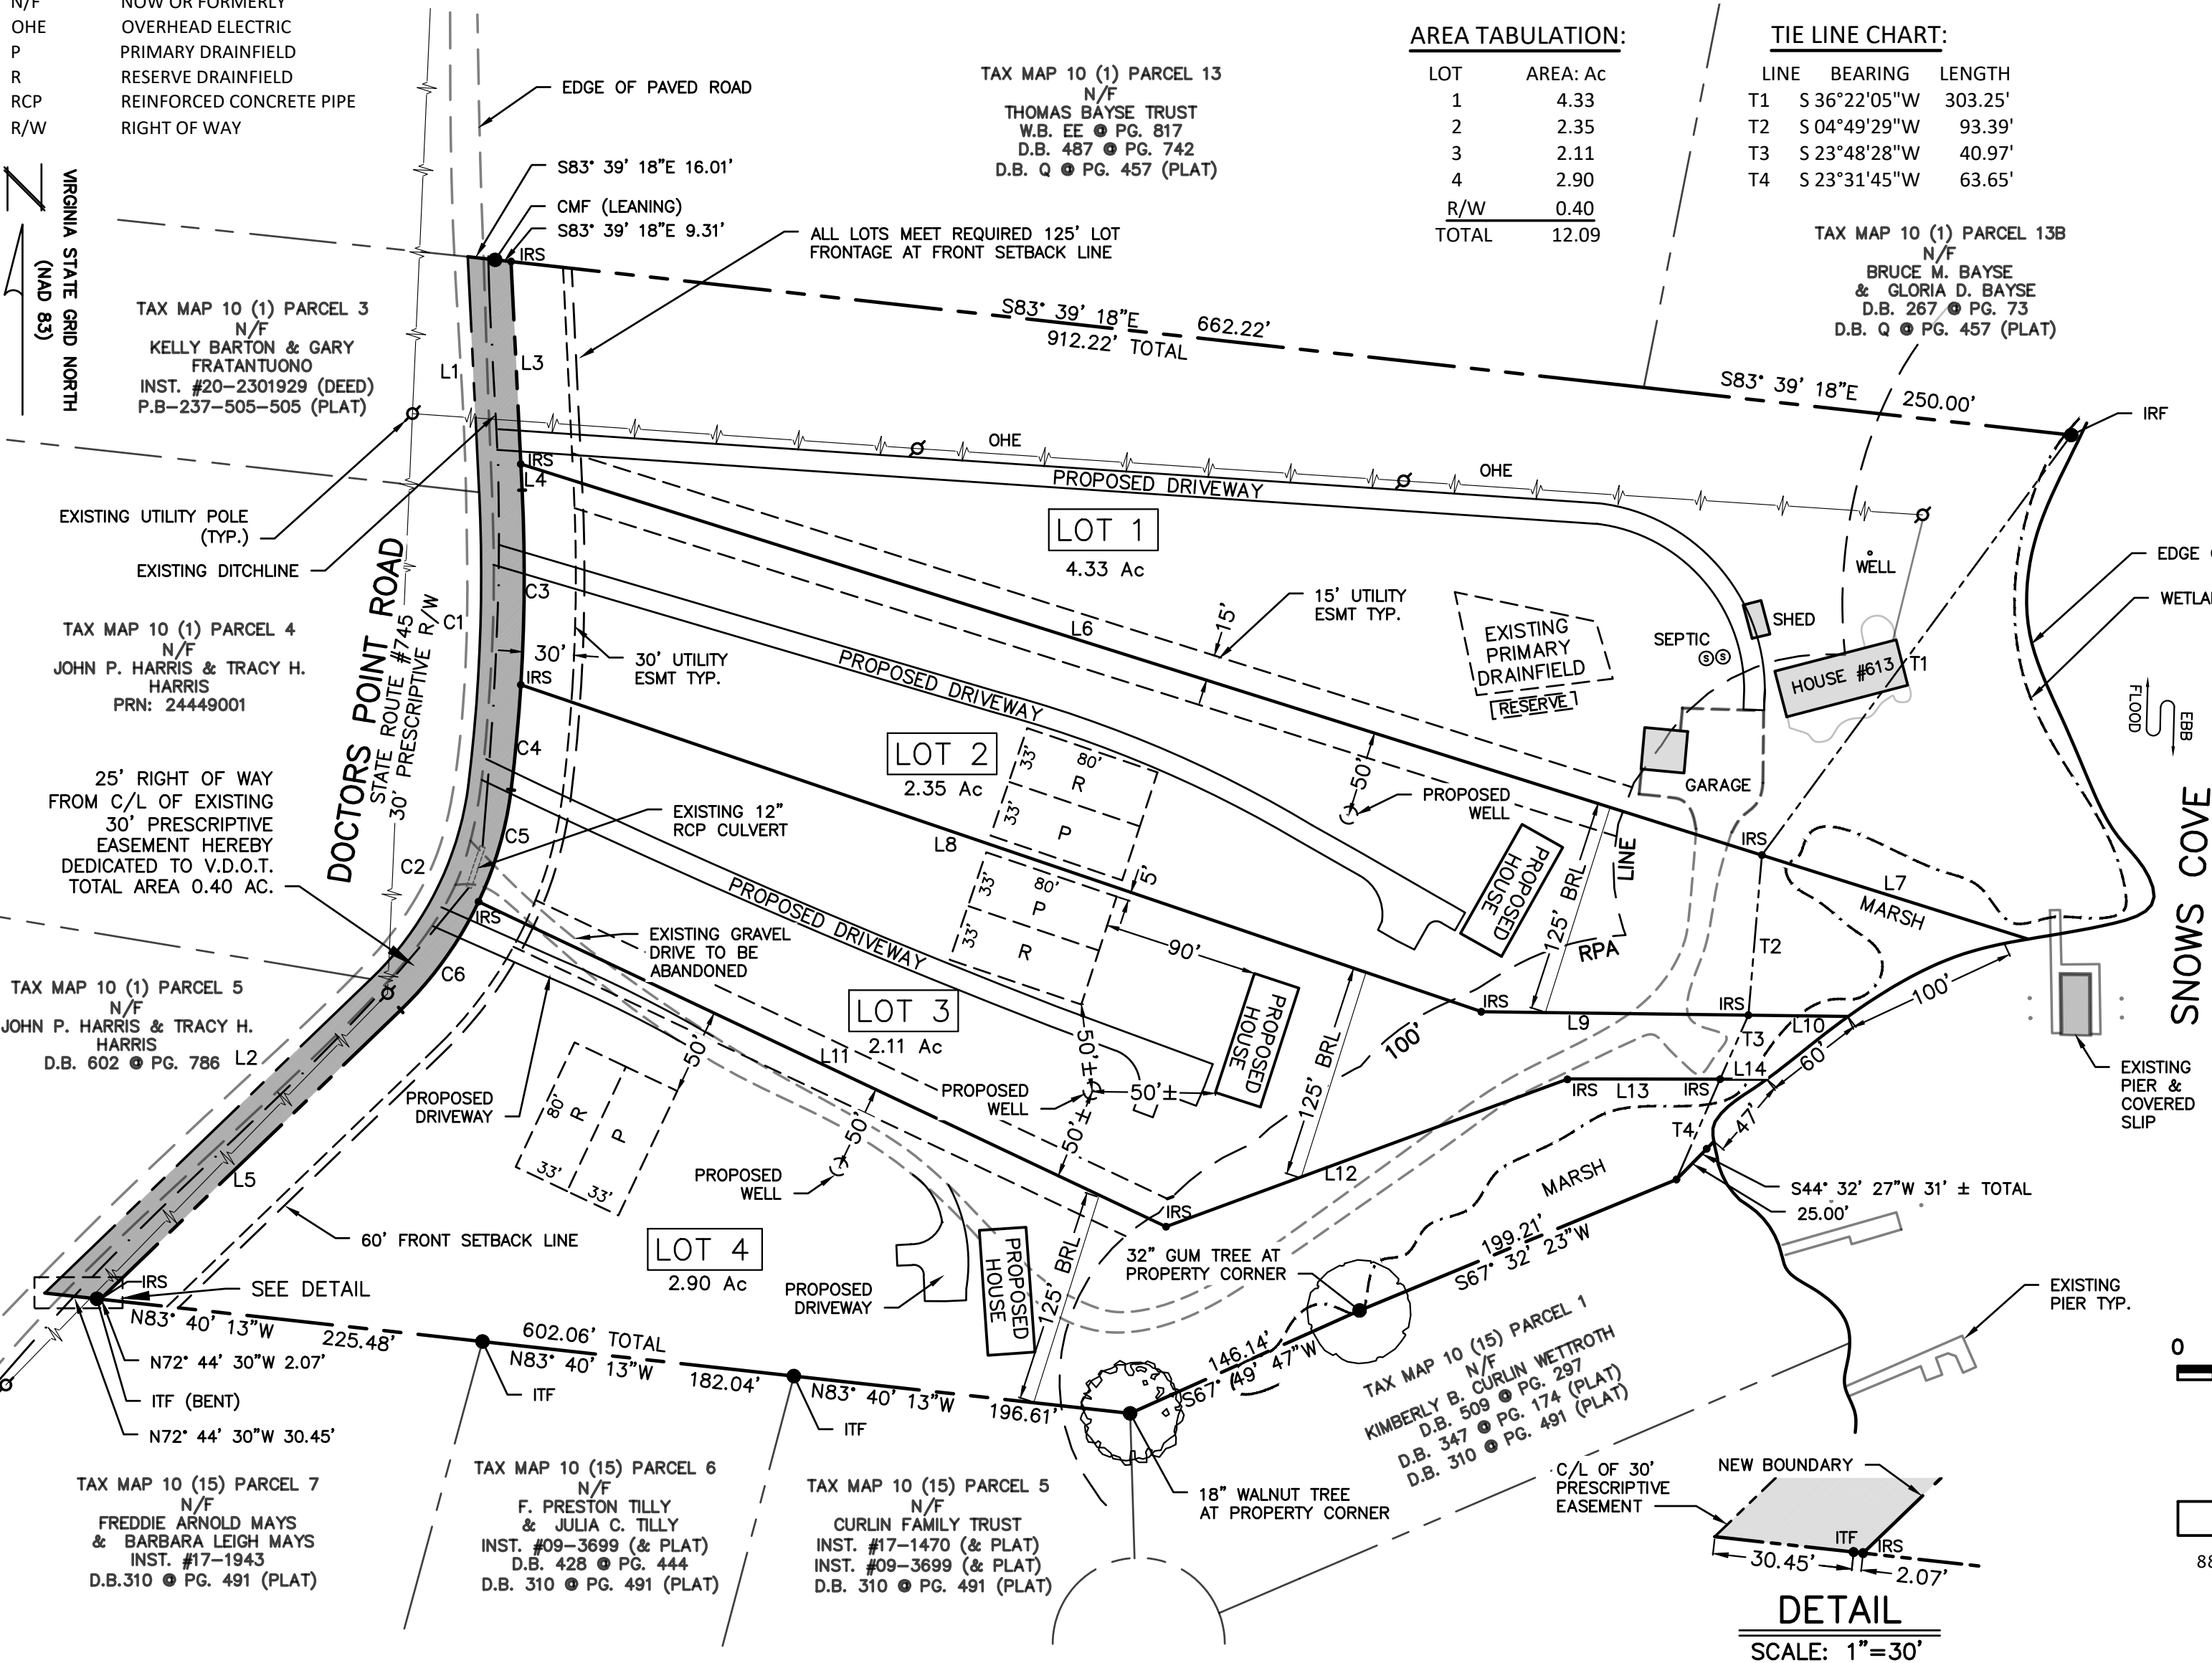 N/F NOW OR FORMERLY
OHE OVERHEAD ELECTRIC
P PRIMARY DRAINFIELD
R RESERVE DRAINFIELD
RCP REINFORCED CONCRETE PIPE
R/W RIGHT OF WAY
N
VIRGINIA STATE GRID NORTH
(NAD 83)
EDGE OF PAVED ROAD
S83° 39' 18"E 16.01'
CMF (LEANING)
S83° 39' 18"E 9.31'
IRS
ALL LOTS MEET REQUIRED 125' LOT
FRONTAGE AT FRONT SETBACK LINE
TAX MAP 10 (1) PARCEL 13
N/F
THOMAS BAYSE TRUST
W.B. EE @ PG. 817
D.B. 487 @ PG. 742
D.B. Q @ PG. 457 (PLAT)
AREA TABULATION:
LOT AREA: Ac
1 4.33
2 2.35
3 2.11
4 2.90
R/W 0.40
TOTAL 12.09
TIE LINE CHART:
LINE BEARING LENGTH
T1 S 36°22'05"W 303.25'
T2 S 04°49'29"W 93.39'
T3 S 23°48'28"W 40.97'
T4 S 23°31'45"W 63.65'
TAX MAP 10 (1) PARCEL 13B
N/F
BRUCE M. BAYSE
& GLORIA D. BAYSE
D.B. 267 @ PG. 73
D.B. Q @ PG. 457 (PLAT)
TAX MAP 10 (1) PARCEL 3
N/F
KELLY BARTON & GARY
FRATANTUONO
INST. #20-2301929 (DEED)
P.B-237-505-505 (PLAT)
L1
L3
S83° 39' 18"E 662.22'
912.22' TOTAL
S83° 39' 18"E 250.00'
IRF
OHE
OHE
PROPOSED DRIVEWAY
IRS
L4
LOT 1
4.33 Ac
EXISTING UTILITY POLE
(TYP.)
EXISTING DITCHLINE
DOCTORS POINT ROAD
STATE ROUTE #745
30' PRESCRIPTIVE R/W
C1
C3
30'
30' UTILITY
ESMT TYP.
IRS
L6
15'
15' UTILITY
ESMT TYP.
EXISTING
PRIMARY
DRAINFIELD
RESERVE
SEPTIC
S S
SHED
WELL
HOUSE #613
T1
GARAGE
EDGE
WETLA
FLOOD
EBB
SNOWS COVE
TAX MAP 10 (1) PARCEL 4
N/F
JOHN P. HARRIS & TRACY H.
HARRIS
PRN: 24449001
25' RIGHT OF WAY
FROM C/L OF EXISTING
30' PRESCRIPTIVE
EASEMENT HEREBY
DEDICATED TO V.D.O.T.
TOTAL AREA 0.40 AC.
PROPOSED DRIVEWAY
C4
C5
C2
C6
EXISTING 12"
RCP CULVERT
LOT 2
2.35 Ac
33' 80'
R
33'
P
33' 80'
P
33'
R
5'
L8
50'
PROPOSED
WELL
PROPOSED
HOUSE
125' BRL
LINE
RPA
IRS
L7
MARSH
T2
100'
IRS
L9
IRS
L10
T3
L14
60'
IRS
L13
IRS
T4
47'
EXISTING
PIER &
COVERED
SLIP
IRS
PROPOSED DRIVEWAY
EXISTING GRAVEL
DRIVE TO BE
ABANDONED
LOT 3
2.11 Ac
90'
PROPOSED
HOUSE
50'±
PROPOSED
WELL
50'±
50'±
125' BRL
100'
L11
L12
IRS
TAX MAP 10 (1) PARCEL 5
N/F
JOHN P. HARRIS & TRACY H.
HARRIS
D.B. 602 @ PG. 786
L2
L5
PROPOSED
DRIVEWAY
80'
R
P
33'
33'
50'
50'
PROPOSED
WELL
60' FRONT SETBACK LINE
SEE DETAIL
LOT 4
2.90 Ac
PROPOSED
DRIVEWAY
PROPOSED
HOUSE
125' BRL
32" GUM TREE AT
PROPERTY CORNER
MARSH
S44° 32' 27"W 31' ± TOTAL
25.00'
199.21'
S67° 32' 23"W
EXISTING
PIER TYP.
IRS
N83° 40' 13"W 225.48'
602.06' TOTAL
N83° 40' 13"W 182.04'
N83° 40' 13"W 196.61'
146.14'
S67° 49' 47"W
N72° 44' 30"W 2.07'
ITF (BENT)
N72° 44' 30"W 30.45'
ITF
ITF
TAX MAP 10 (15) PARCEL 1
N/F
KIMBERLY B. CURLIN WETTROTH
D.B. 509 @ PG. 297
D.B. 347 @ PG. 174 (PLAT)
D.B. 310 @ PG. 491 (PLAT)
TAX MAP 10 (15) PARCEL 7
N/F
FREDDIE ARNOLD MAYS
& BARBARA LEIGH MAYS
INST. #17-1943
D.B.310 @ PG. 491 (PLAT)
TAX MAP 10 (15) PARCEL 6
N/F
F. PRESTON TILLY
& JULIA C. TILLY
INST. #09-3699 (& PLAT)
D.B. 428 @ PG. 444
D.B. 310 @ PG. 491 (PLAT)
TAX MAP 10 (15) PARCEL 5
N/F
CURLIN FAMILY TRUST
INST. #17-1470 (& PLAT)
INST. #09-3699 (& PLAT)
D.B. 310 @ PG. 491 (PLAT)
18" WALNUT TREE
AT PROPERTY CORNER
C/L OF 30'
PRESCRIPTIVE
EASEMENT
NEW BOUNDARY
ITF
IRS
30.45'
2.07'
DETAIL
SCALE: 1"=30'
0
88